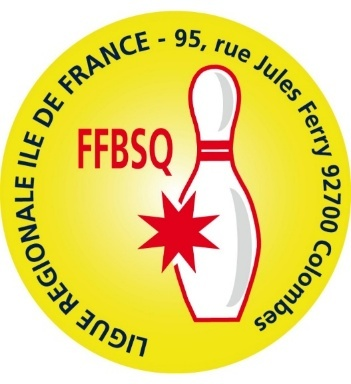 LIGUE REGIONALE ILE DE FRANCE - 95, rue Jules Ferry 92700 Colombes
FFBSQ